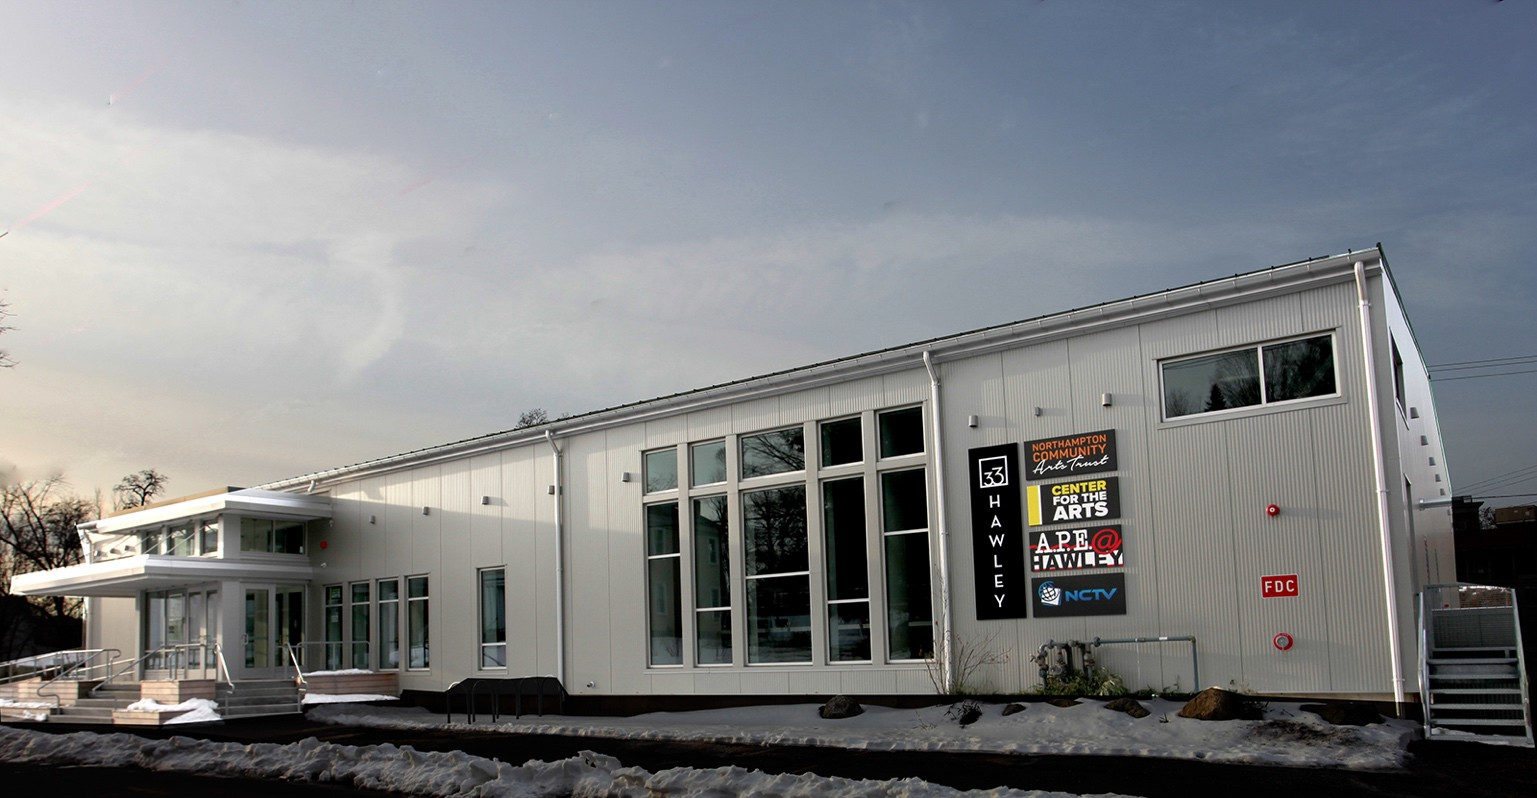 33
HAWLEY
NORTHAMPTON
COMMUNITY
Arts Trust
CENTER
FOR THE
ARTS
A.P.E.@
HAWLEY
NCTV
FDC